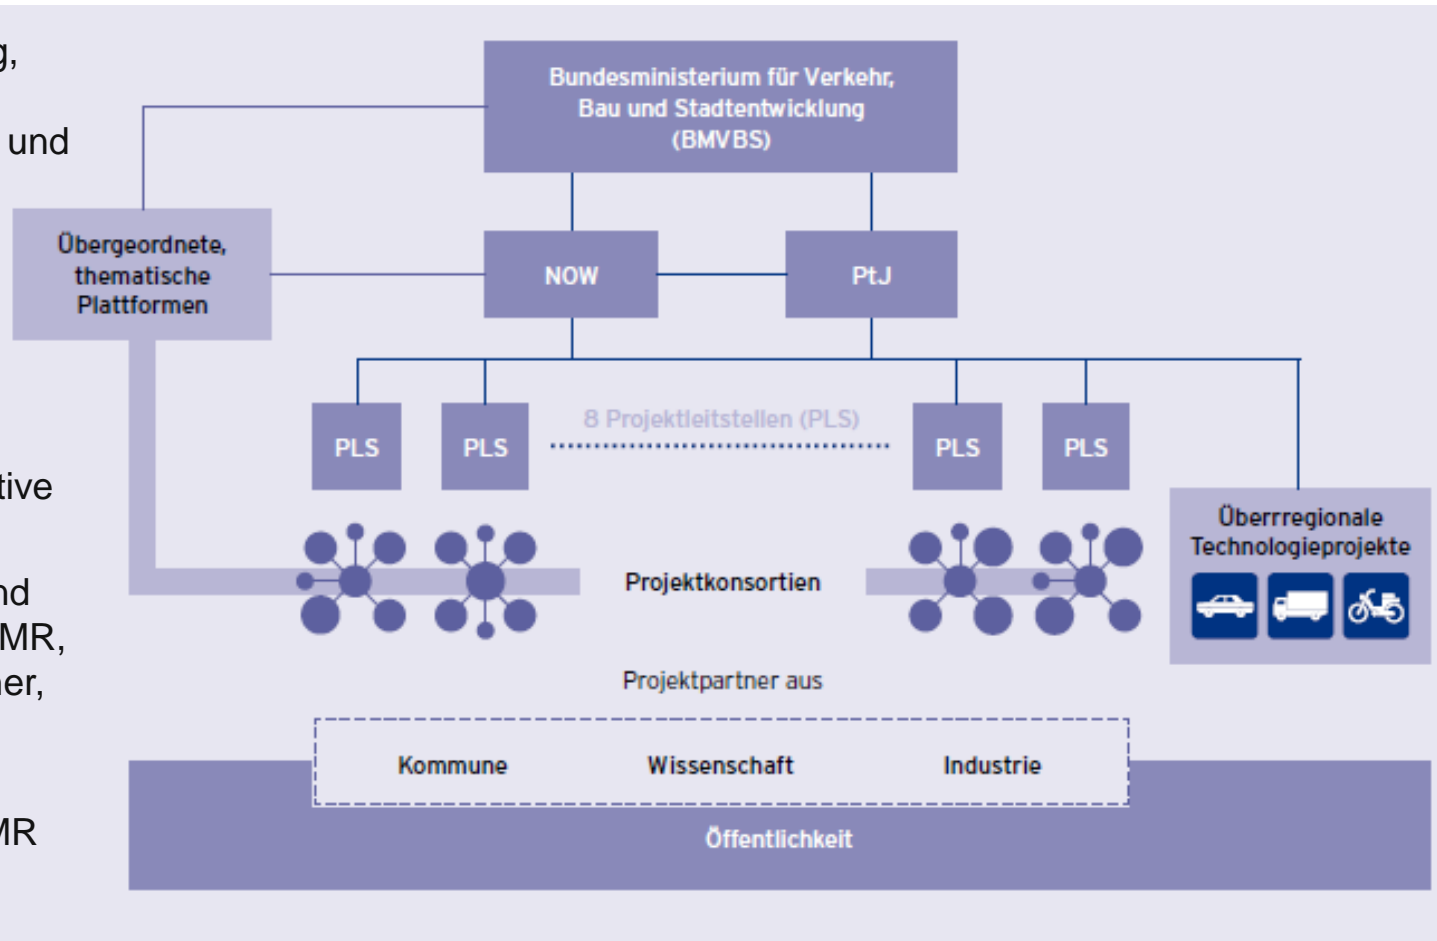 g,
und
tive
nd
MR,
ner,
MR
Bundesministerium für Verkehr,
Bau und Stadtentwicklung
(BMVBS)
Übergeordnete,
thematische
Plattformen
NOW
PtJ
8 Projektleitstellen (PLS)
PLS
PLS
PLS
PLS
Überrregionale
Technologieprojekte
Projektkonsortien
Projektpartner aus
Kommune
Wissenschaft
Industrie
Öffentlichkeit